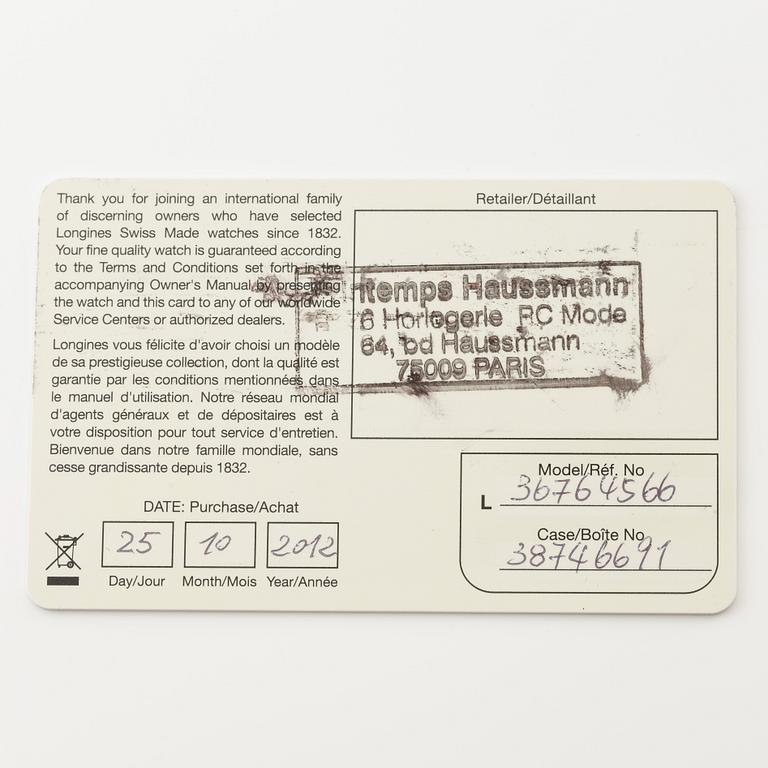 Thank you for joining an international family
of discerning owners who have selected
Longines Swiss Made watches since 1832.
Your fine quality watch is guaranteed according
to the Terms and Conditions set forth in the
accompanying Owner's Manual by presenting
the watch and this card to any of our worldwide
Service Centers or authorized dealers.
Longines vous félicite d'avoir choisi un modèle
de sa prestigieuse collection, dont la qualité est
garantie par les conditions mentionnées dans
le manuel d'utilisation. Notre réseau mondial
d'agents généraux et de dépositaires est à
votre disposition pour tout service d'entretien.
Bienvenue dans notre famille mondiale, sans
cesse grandissante depuis 1832.
DATE: Purchase/Achat
25 10 2012
Day/Jour Month/Mois Year/Année
Retailer/Détaillant
Haussmann
Horlogerie RC Mode
64, bd Haussmann
75009 PARIS
Model/Réf. No
L 36764566
Case/Boîte No
38746691